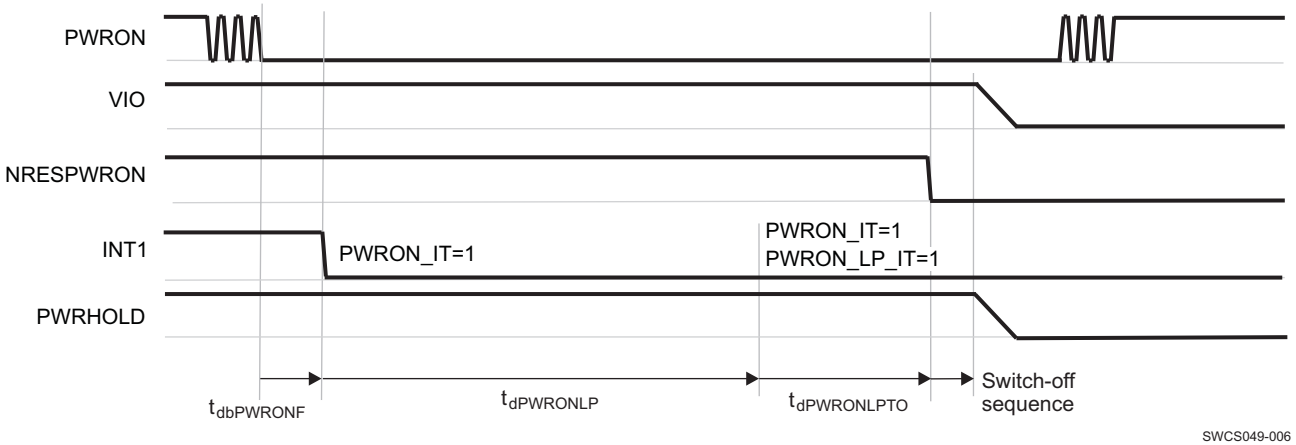 PWRON
VIO
NRESPWRON
INT1
PWRON_IT=1
PWRON_IT=1
PWRON_LP_IT=1
PWRHOLD
tdbPWRONF
tdPWRONLP
tdPWRONLPTO
Switch-off
sequence
SWCS049-006